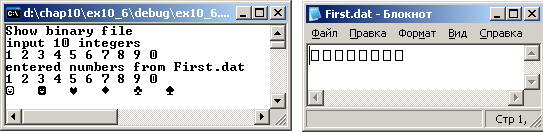 d:\chap10\ex10_6\debug\ex10_6....
Show binary file
input 10 integers
1 2 3 4 5 6 7 8 9 0
entered numbers from First.dat
1 2 3 4 5 6 7 8 9 0
☺ ☻ ♥ ♦ ♣ ♠
First.dat - Блокнот
Файл Правка Формат Вид Справка
□□□□□□□□
Стр 1,